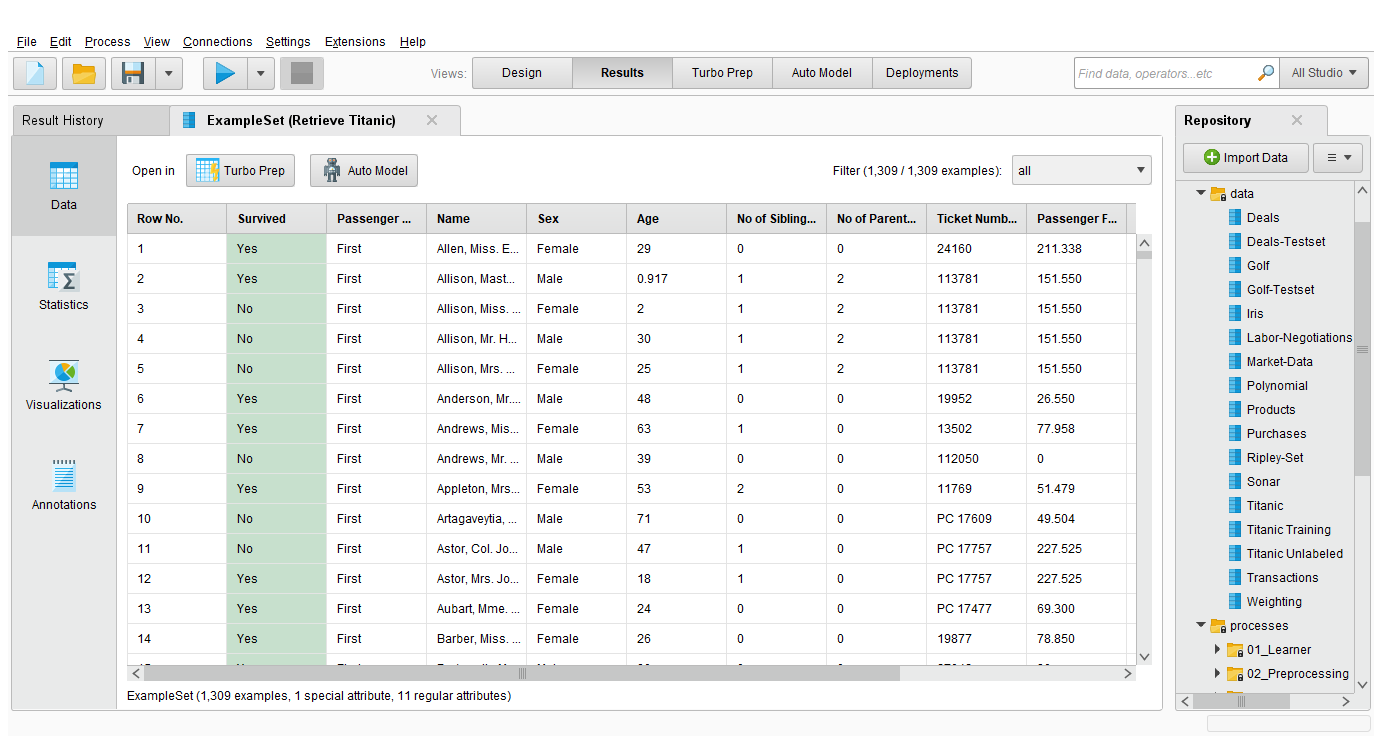 File Edit Process View Connections Settings Extensions Help
Views: Design Results Turbo Prep Auto Model Deployments Find data, operators...etc All Studio
Result History ExampleSet (Retrieve Titanic)
Open in Turbo Prep Auto Model Filter (1,309 / 1,309 examples): all
Data
Statistics
Visualizations
Annotations
Row No. Survived Passenger ... Name Sex Age No of Sibling... No of Parent... Ticket Numb... Passenger F...
1 Yes First Allen, Miss. E... Female 29 0 0 24160 211.338
2 Yes First Allison, Mast... Male 0.917 1 2 113781 151.550
3 No First Allison, Miss. ... Female 2 1 2 113781 151.550
4 No First Allison, Mr. H... Male 30 1 2 113781 151.550
5 No First Allison, Mrs. ... Female 25 1 2 113781 151.550
6 Yes First Anderson, Mr.... Male 48 0 0 19952 26.550
7 Yes First Andrews, Mis... Female 63 1 0 13502 77.958
8 No First Andrews, Mr. ... Male 39 0 0 112050 0
9 Yes First Appleton, Mrs... Female 53 2 0 11769 51.479
10 No First Artagaveytia, ... Male 71 0 0 PC 17609 49.504
11 No First Astor, Col. Jo... Male 47 1 0 PC 17757 227.525
12 Yes First Astor, Mrs. Jo... Female 18 1 0 PC 17757 227.525
13 Yes First Aubart, Mme. ... Female 24 0 0 PC 17477 69.300
14 Yes First Barber, Miss. ... Female 26 0 0 19877 78.850
ExampleSet (1,309 examples, 1 special attribute, 11 regular attributes)
Repository
Import Data
data
Deals
Deals-Testset
Golf
Golf-Testset
Iris
Labor-Negotiations
Market-Data
Polynomial
Products
Purchases
Ripley-Set
Sonar
Titanic
Titanic Training
Titanic Unlabeled
Transactions
Weighting
processes
01_Learner
02_Preprocessing